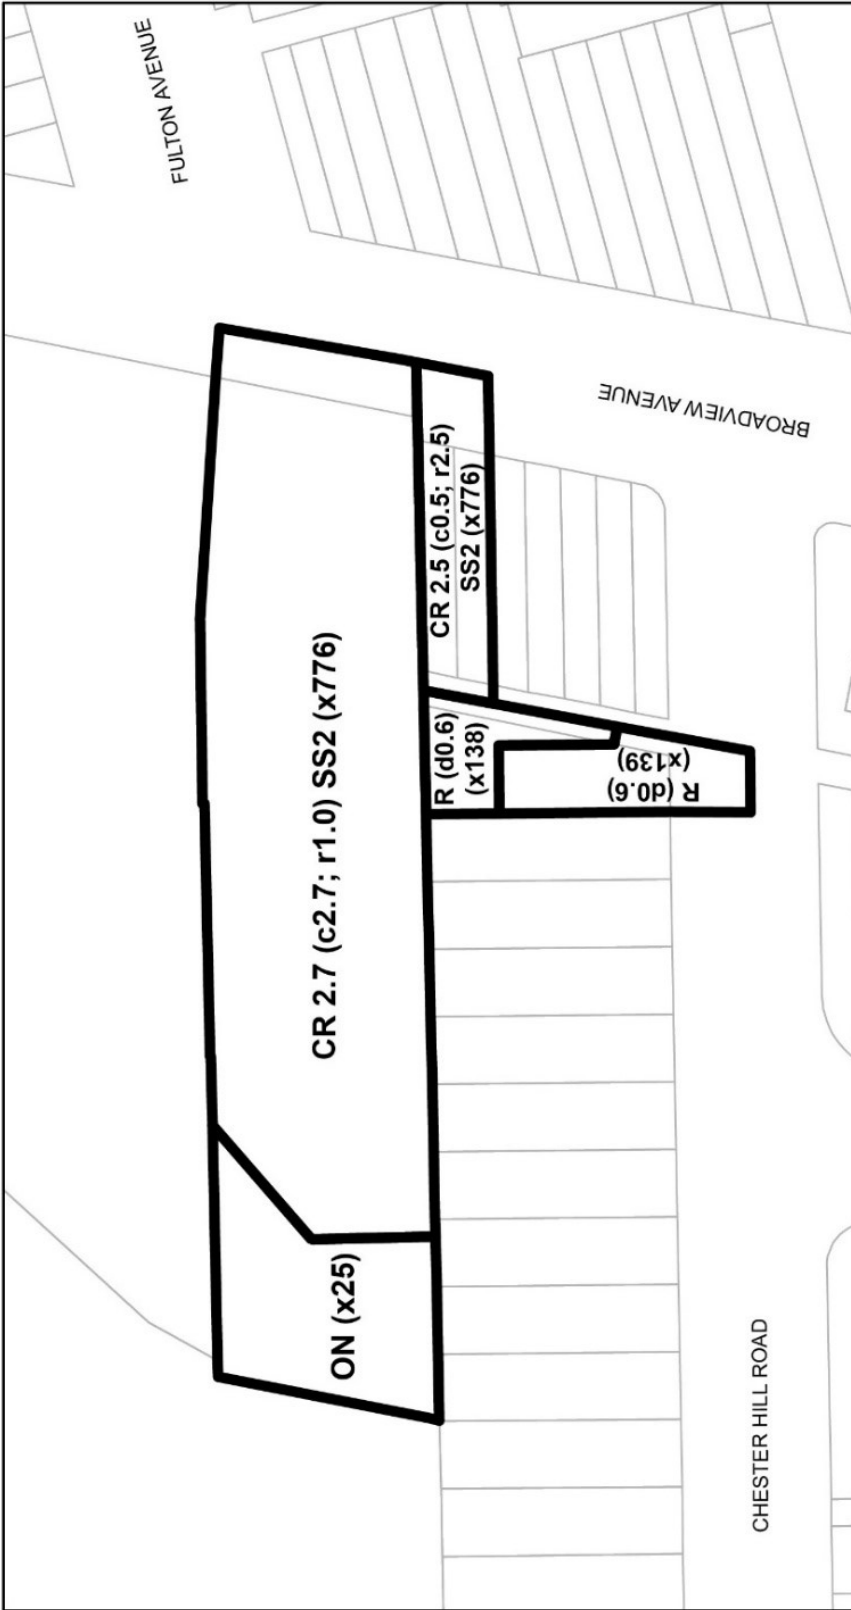 FULTON AVENUE
BROADVIEW AVENUE
CR 2.5 (c0.5; r2.5)
SS2 (x776)
CR 2.7 (c2.7; r1.0) SS2 (x776)
R (d0.6)
(x138)
R (d0.6)
(x139)
ON (x25)
CHESTER HILL ROAD